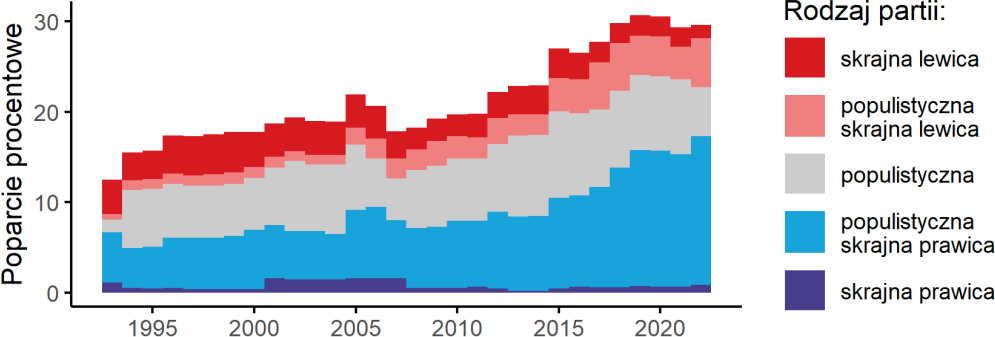 Poparcie procentowe
30
20
10
0
1995
2000
2005
2010
2015
2020
Rodzaj partii:
skrajna lewica
populistyczna
skrajna lewica
populistyczna
populistyczna
skrajna prawica
skrajna prawica